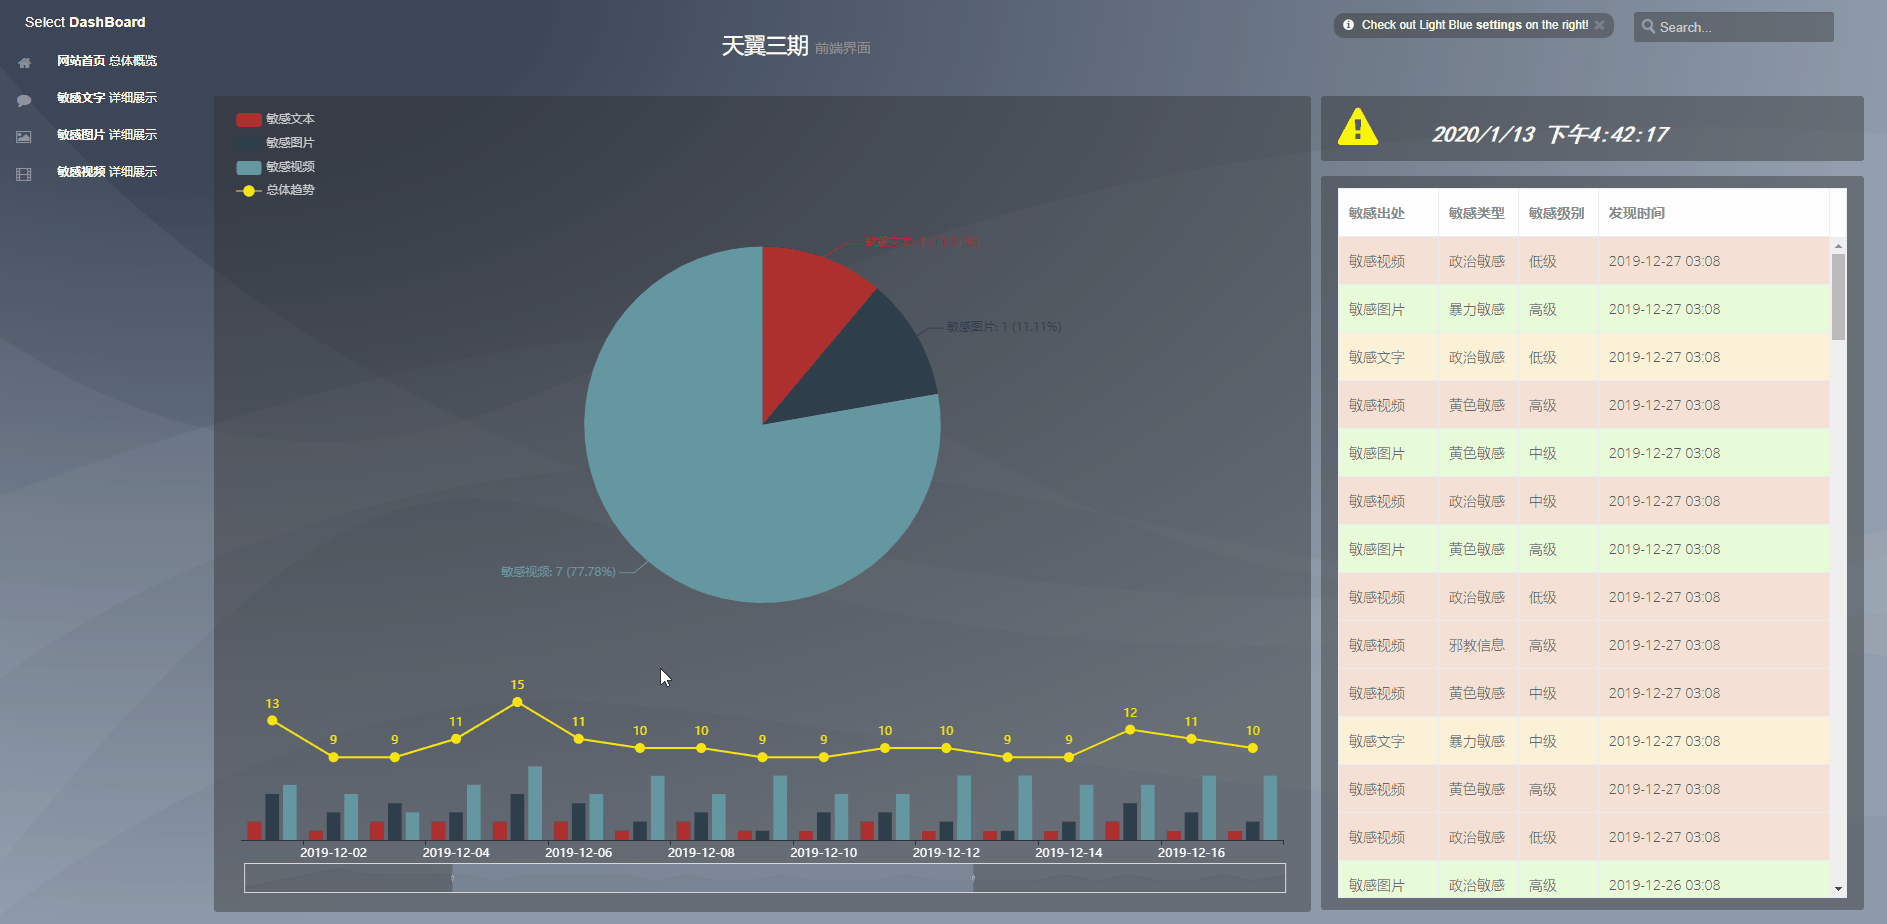 Select DashBoard
网站首页 总体概览
敏感文字 详细展示
敏感图片 详细展示
敏感视频 详细展示
天翼三期 前端界面
Check out Light Blue settings on the right!
Search...
敏感文本
敏感图片
敏感视频
总体趋势
敏感图片: 1 (11.11%)
敏感视频: 7 (77.78%)
13
9
9
11
15
11
10
10
9
9
10
10
9
9
12
11
10
2019-12-02
2019-12-04
2019-12-06
2019-12-08
2019-12-10
2019-12-12
2019-12-14
2019-12-16
2020/1/13 下午4:42:17
敏感出处 敏感类型 敏感级别 发现时间
敏感视频 政治敏感 低级 2019-12-27 03:08
敏感图片 暴力敏感 高级 2019-12-27 03:08
敏感文字 政治敏感 低级 2019-12-27 03:08
敏感视频 黄色敏感 高级 2019-12-27 03:08
敏感图片 黄色敏感 中级 2019-12-27 03:08
敏感视频 政治敏感 中级 2019-12-27 03:08
敏感图片 黄色敏感 高级 2019-12-27 03:08
敏感视频 政治敏感 低级 2019-12-27 03:08
敏感视频 邪教信息 高级 2019-12-27 03:08
敏感视频 黄色敏感 中级 2019-12-27 03:08
敏感文字 暴力敏感 中级 2019-12-27 03:08
敏感视频 黄色敏感 高级 2019-12-27 03:08
敏感视频 政治敏感 低级 2019-12-27 03:08
敏感图片 政治敏感 高级 2019-12-26 03:08